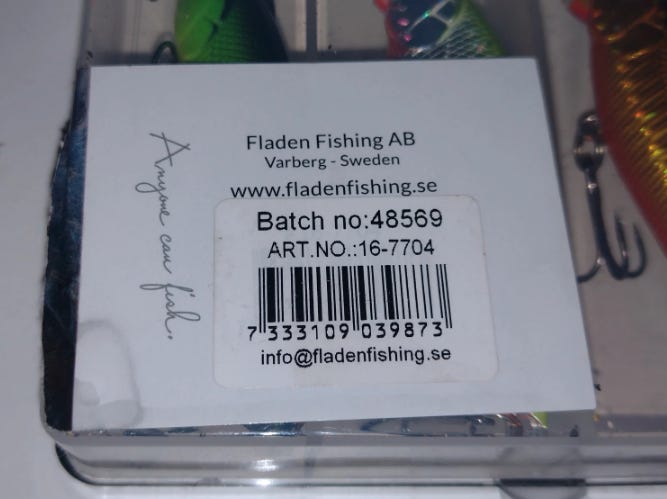 Fladen Fishing AB
Varberg - Sweden
www.fladenfishing.se
Anyone can fish.
Batch no:48569
ART.NO.:16-7704
7 333109 039873
info@fladenfishing.se